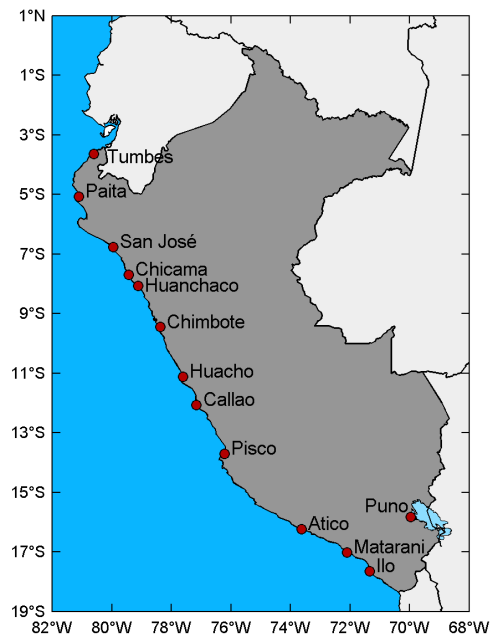 1°N
1°S
3°S
Tumbes
5°S
Paita
7°S
San José
Chicama
Huanchaco
9°S
Chimbote
11°S
Huacho
Callao
13°S
Pisco
15°S
Puno
Atico
17°S
Matarani
Ilo
19°S
82°W 80°W 78°W 76°W 74°W 72°W 70°W 68°W